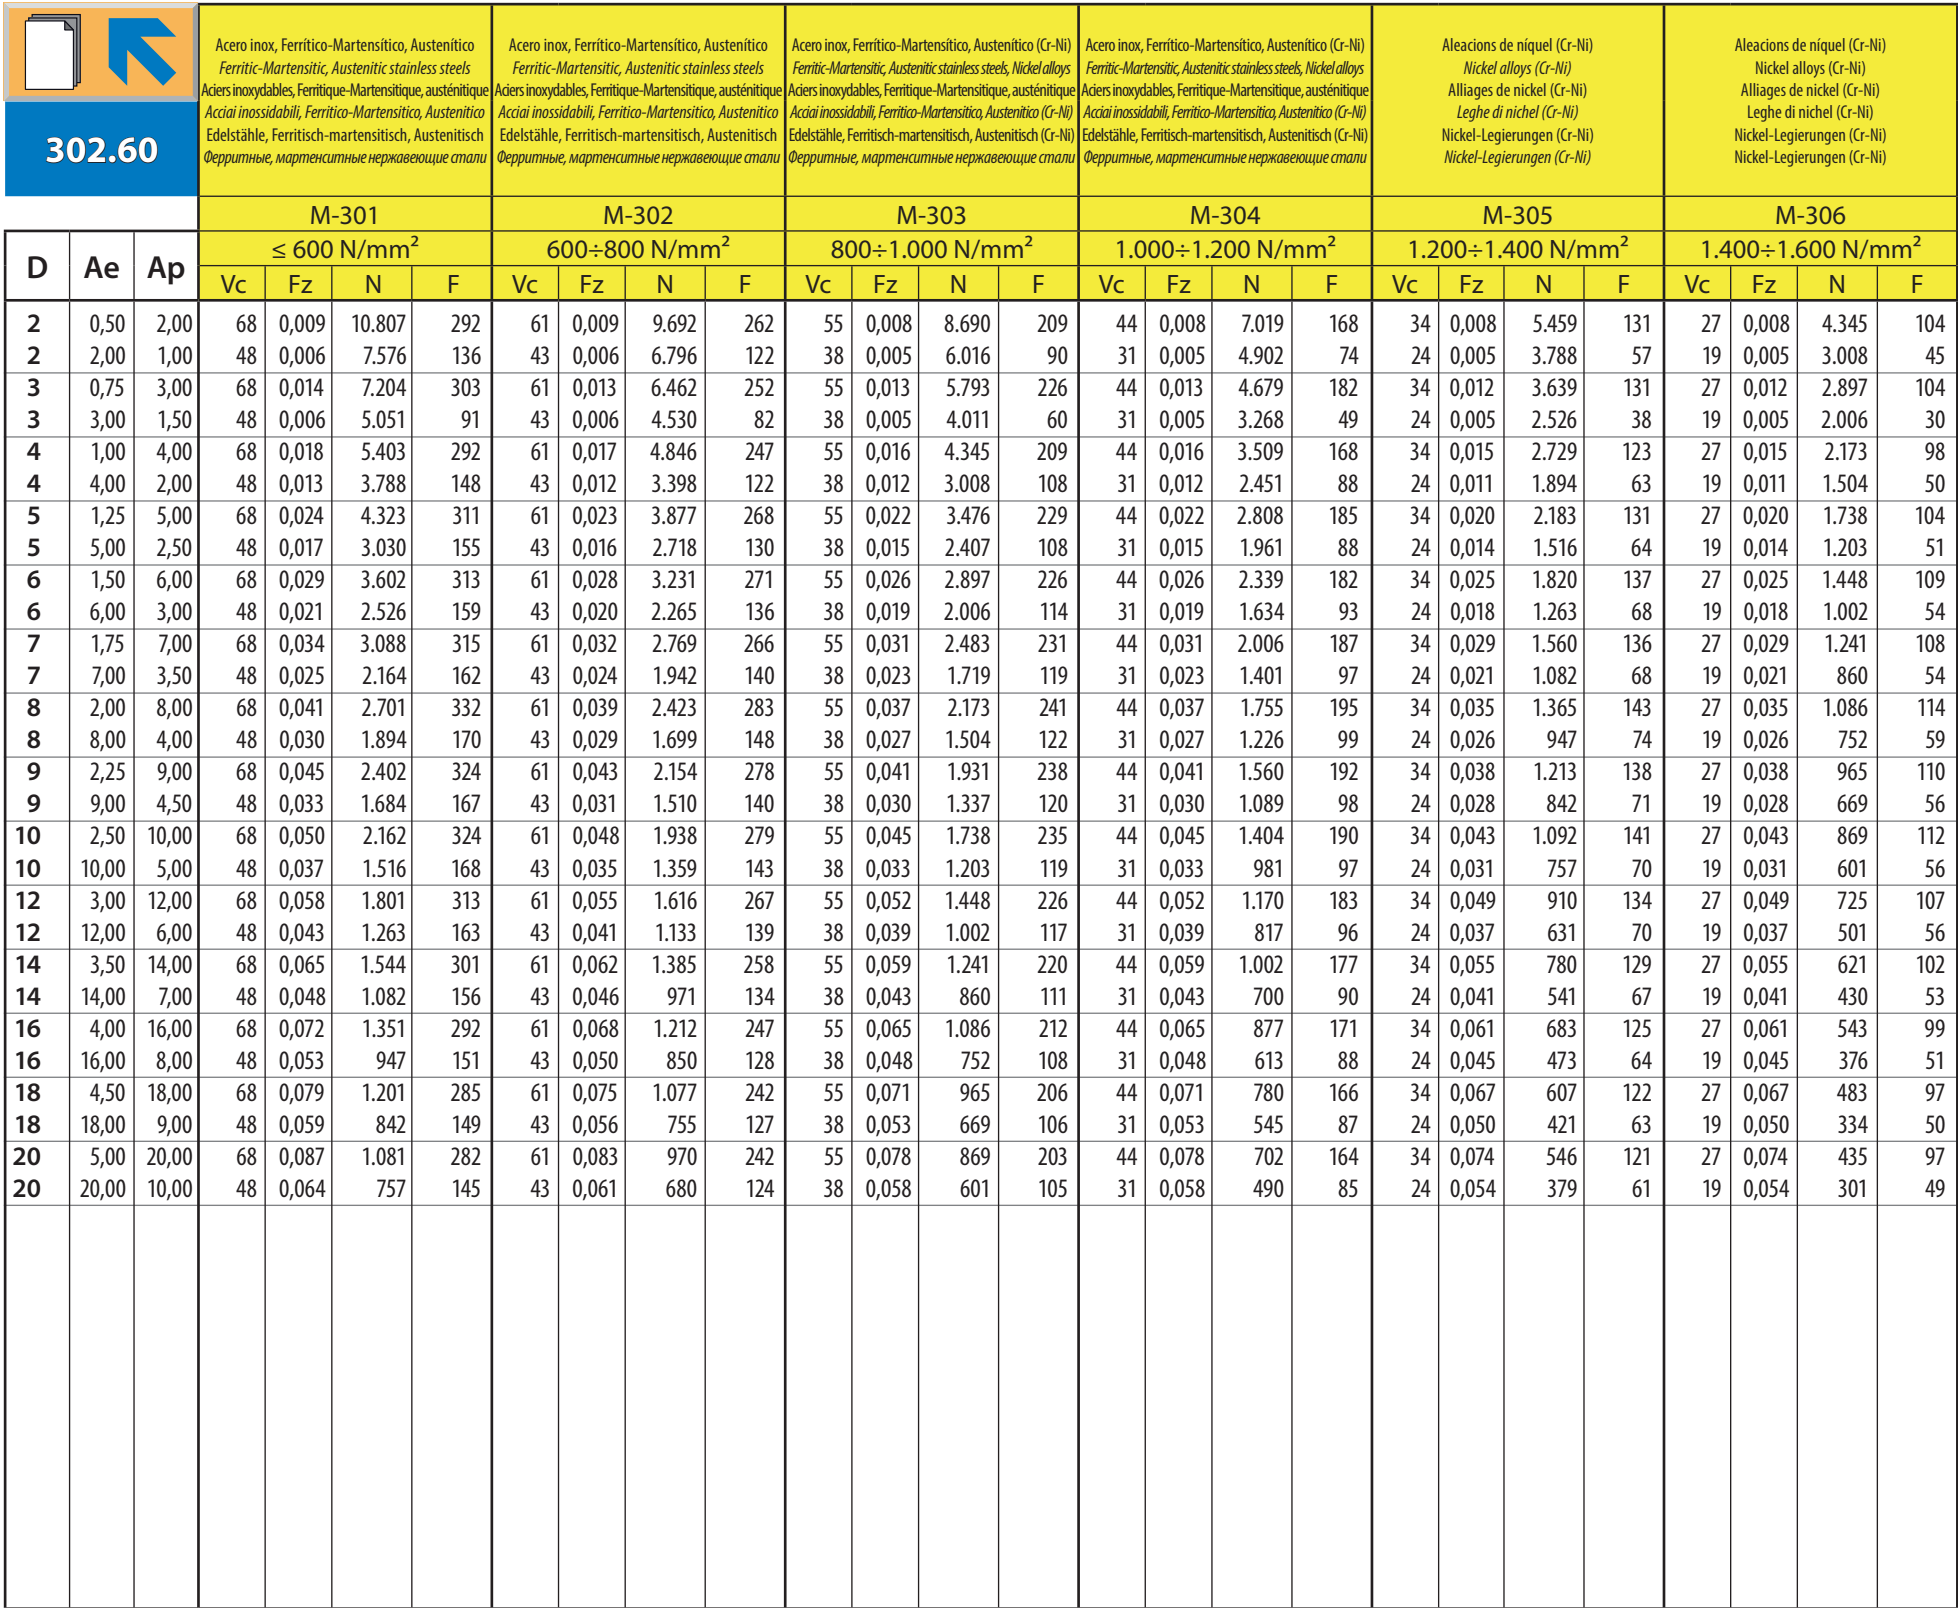 302.60
Acero inox, Ferrítico-Martensítico, Austenítico
Ferritic-Martensitic, Austenitic stainless steels
Aciers inoxydables, Ferritique-Martensitique, austénitique
Acciai inossidabili, Ferritico-Martensitico, Austenitico
Edelstähle, Ferritisch-martensitisch, Austenitisch
Ферритные, мартенситные нержавеющие стали
Acero inox, Ferrítico-Martensítico, Austenítico
Ferritic-Martensitic, Austenitic stainless steels
Aciers inoxydables, Ferritique-Martensitique, austénitique
Acciai inossidabili, Ferritico-Martensitico, Austenitico
Edelstähle, Ferritisch-martensitisch, Austenitisch
Ферритные, мартенситные нержавеющие стали
Acero inox, Ferrítico-Martensítico, Austenítico (Cr-Ni)
Ferritic-Martensitic, Austenitic stainless steels, Nickel alloys
Aciers inoxydables, Ferritique-Martensitique, austénitique
Acciai inossidabili, Ferritico-Martensitico, Austenitico (Cr-Ni)
Edelstähle, Ferritisch-martensitisch, Austenitisch (Cr-Ni)
Ферритные, мартенситные нержавеющие стали
Acero inox, Ferrítico-Martensítico, Austenítico (Cr-Ni)
Ferritic-Martensitic, Austenitic stainless steels, Nickel alloys
Aciers inoxydables, Ferritique-Martensitique, austénitique
Acciai inossidabili, Ferritico-Martensitico, Austenitico (Cr-Ni)
Edelstähle, Ferritisch-martensitisch, Austenitisch (Cr-Ni)
Ферритные, мартенситные нержавеющие стали
Aleacions de níquel (Cr-Ni)
Nickel alloys (Cr-Ni)
Alliages de nickel (Cr-Ni)
Leghe di nichel (Cr-Ni)
Nickel-Legierungen (Cr-Ni)
Nickel-Legierungen (Cr-Ni)
Aleacions de níquel (Cr-Ni)
Nickel alloys (Cr-Ni)
Alliages de nickel (Cr-Ni)
Leghe di nichel (Cr-Ni)
Nickel-Legierungen (Cr-Ni)
Nickel-Legierungen (Cr-Ni)
M-301 M-302 M-303 M-304 M-305 M-306
≤ 600 N/mm² 600÷800 N/mm² 800÷1.000 N/mm² 1.000÷1.200 N/mm² 1.200÷1.400 N/mm² 1.400÷1.600 N/mm²
D Ae Ap Vc Fz N F Vc Fz N F Vc Fz N F Vc Fz N F Vc Fz N F Vc Fz N F
2 0,50 2,00 68 0,009 10.807 292 61 0,009 9.692 262 55 0,008 8.690 209 44 0,008 7.019 168 34 0,008 5.459 131 27 0,008 4.345 104
2 2,00 1,00 48 0,006 7.576 136 43 0,006 6.796 122 38 0,005 6.016 90 31 0,005 4.902 74 24 0,005 3.788 57 19 0,005 3.008 45
3 0,75 3,00 68 0,014 7.204 303 61 0,013 6.462 252 55 0,013 5.793 226 44 0,013 4.679 182 34 0,012 3.639 131 27 0,012 2.897 104
3 3,00 1,50 48 0,006 5.051 91 43 0,006 4.530 82 38 0,005 4.011 60 31 0,005 3.268 49 24 0,005 2.526 38 19 0,005 2.006 30
4 1,00 4,00 68 0,018 5.403 292 61 0,017 4.846 247 55 0,016 4.345 209 44 0,016 3.509 168 34 0,015 2.729 123 27 0,015 2.173 98
4 4,00 2,00 48 0,013 3.788 148 43 0,012 3.398 122 38 0,012 3.008 108 31 0,012 2.451 88 24 0,011 1.894 63 19 0,011 1.504 50
5 1,25 5,00 68 0,024 4.323 311 61 0,023 3.877 268 55 0,022 3.476 229 44 0,022 2.808 185 34 0,020 2.183 131 27 0,020 1.738 104
5 5,00 2,50 48 0,017 3.030 155 43 0,016 2.718 130 38 0,015 2.407 108 31 0,015 1.961 88 24 0,014 1.516 64 19 0,014 1.203 51
6 1,50 6,00 68 0,029 3.602 313 61 0,028 3.231 271 55 0,026 2.897 226 44 0,026 2.339 182 34 0,025 1.820 137 27 0,025 1.448 109
6 6,00 3,00 48 0,021 2.526 159 43 0,020 2.265 136 38 0,019 2.006 114 31 0,019 1.634 93 24 0,018 1.263 68 19 0,018 1.002 54
7 1,75 7,00 68 0,034 3.088 315 61 0,032 2.769 266 55 0,031 2.483 231 44 0,031 2.006 187 34 0,029 1.560 136 27 0,029 1.241 108
7 7,00 3,50 48 0,025 2.164 162 43 0,024 1.942 140 38 0,023 1.719 119 31 0,023 1.401 97 24 0,021 1.082 68 19 0,021 860 54
8 2,00 8,00 68 0,041 2.701 332 61 0,039 2.423 283 55 0,037 2.173 241 44 0,037 1.755 195 34 0,035 1.365 143 27 0,035 1.086 114
8 8,00 4,00 48 0,030 1.894 170 43 0,029 1.699 148 38 0,027 1.504 122 31 0,027 1.226 99 24 0,026 947 74 19 0,026 752 59
9 2,25 9,00 68 0,045 2.402 324 61 0,043 2.154 278 55 0,041 1.931 238 44 0,041 1.560 192 34 0,038 1.213 138 27 0,038 965 110
9 9,00 4,50 48 0,033 1.684 167 43 0,031 1.510 140 38 0,030 1.337 120 31 0,030 1.089 98 24 0,028 842 71 19 0,028 669 56
10 2,50 10,00 68 0,050 2.162 324 61 0,048 1.938 279 55 0,045 1.738 235 44 0,045 1.404 190 34 0,043 1.092 141 27 0,043 869 112
10 10,00 5,00 48 0,037 1.516 168 43 0,035 1.359 143 38 0,033 1.203 119 31 0,033 981 97 24 0,031 757 70 19 0,031 601 56
12 3,00 12,00 68 0,058 1.801 313 61 0,055 1.616 267 55 0,052 1.448 226 44 0,052 1.170 183 34 0,049 910 134 27 0,049 725 107
12 12,00 6,00 48 0,043 1.263 163 43 0,041 1.133 139 38 0,039 1.002 117 31 0,039 817 96 24 0,037 631 70 19 0,037 501 56
14 3,50 14,00 68 0,065 1.544 301 61 0,062 1.385 258 55 0,059 1.241 220 44 0,059 1.002 177 34 0,055 780 129 27 0,055 621 102
14 14,00 7,00 48 0,048 1.082 156 43 0,046 971 134 38 0,043 860 111 31 0,043 700 90 24 0,041 541 67 19 0,041 430 53
16 4,00 16,00 68 0,072 1.351 292 61 0,068 1.212 247 55 0,065 1.086 212 44 0,065 877 171 34 0,061 683 125 27 0,061 543 99
16 16,00 8,00 48 0,053 947 151 43 0,050 850 128 38 0,048 752 108 31 0,048 613 88 24 0,045 473 64 19 0,045 376 51
18 4,50 18,00 68 0,079 1.201 285 61 0,075 1.077 242 55 0,071 965 206 44 0,071 780 166 34 0,067 607 122 27 0,067 483 97
18 18,00 9,00 48 0,059 842 149 43 0,056 755 127 38 0,053 669 106 31 0,053 545 87 24 0,050 421 63 19 0,050 334 50
20 5,00 20,00 68 0,087 1.081 282 61 0,083 970 242 55 0,078 869 203 44 0,078 702 164 34 0,074 546 121 27 0,074 435 97
20 20,00 10,00 48 0,064 757 145 43 0,061 680 124 38 0,058 601 105 31 0,058 490 85 24 0,054 379 61 19 0,054 301 49